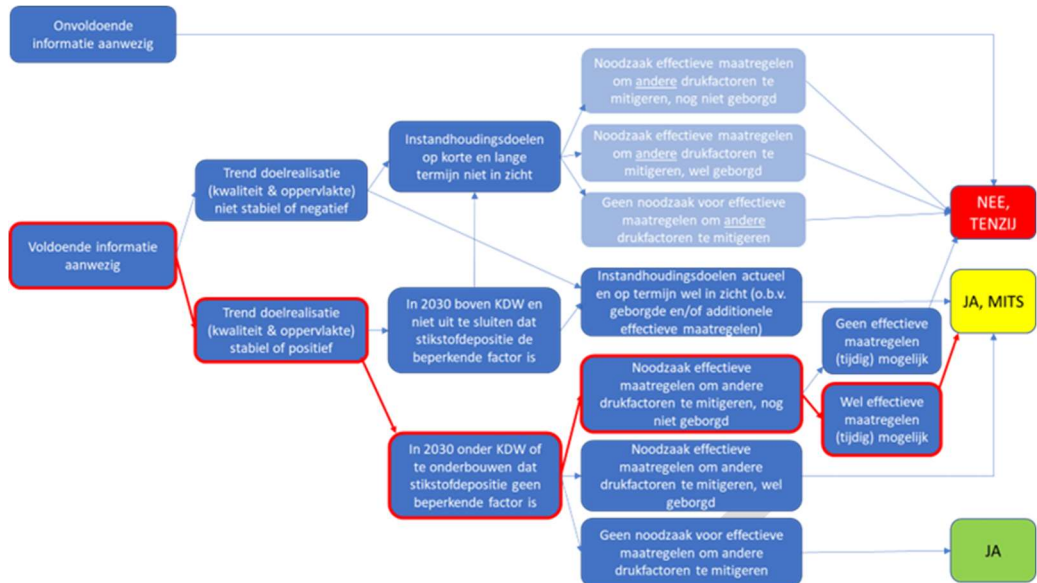 Onvoldoende
informatie aanwezig
Noodzaak effectieve maatregelen
om andere drukfactoren te
mitigeren, nog niet geborgd
Instandhoudingsdoelen
op korte en lange
termijn niet in zicht
Noodzaak effectieve maatregelen
om andere drukfactoren te
mitigeren, wel geborgd
Trend doelrealisatie
(kwaliteit & oppervlakte)
niet stabiel of negatief
Geen noodzaak voor effectieve
maatregelen om andere
drukfactoren te mitigeren
NEE,
TENZIJ
Voldoende informatie
aanwezig
Trend doelrealisatie
(kwaliteit & oppervlakte)
stabiel of positief
In 2030 boven KDW en
niet uit te sluiten dat
stikstofdepositie de
beperkende factor is
Instandhoudingsdoelen actueel
en op termijn wel in zicht (o.b.v.
geborgde en/of additionele
effectieve maatregelen)
JA, MITS
Geen effectieve
maatregelen
(tijdig) mogelijk
Noodzaak effectieve
maatregelen om andere
drukfactoren te mitigeren, nog
niet geborgd
Wel effectieve
maatregelen
(tijdig) mogelijk
In 2030 onder KDW of
te onderbouwen dat
stikstofdepositie geen
beperkende factor is
Noodzaak effectieve
maatregelen om andere
drukfactoren te mitigeren, wel
geborgd
Geen noodzaak voor effectieve
maatregelen om andere
drukfactoren te mitigeren
JA